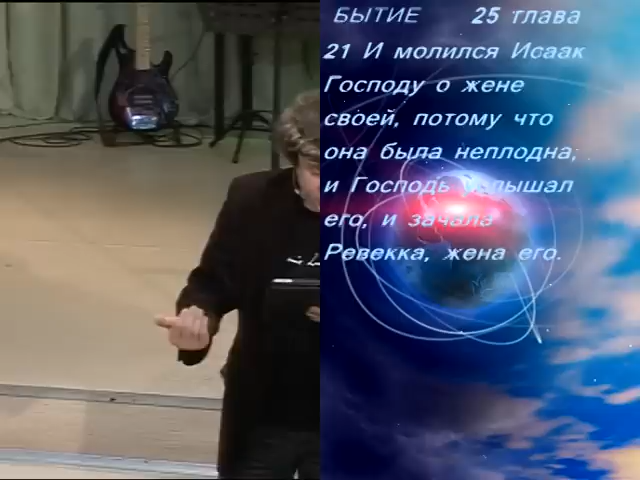 БЫТИЕ 25 глава
21 И молился Исаак
Господу о жене
своей, потому что
она была неплодна;
и Господь услышал
его, и зачала
Ревекка, жена его.